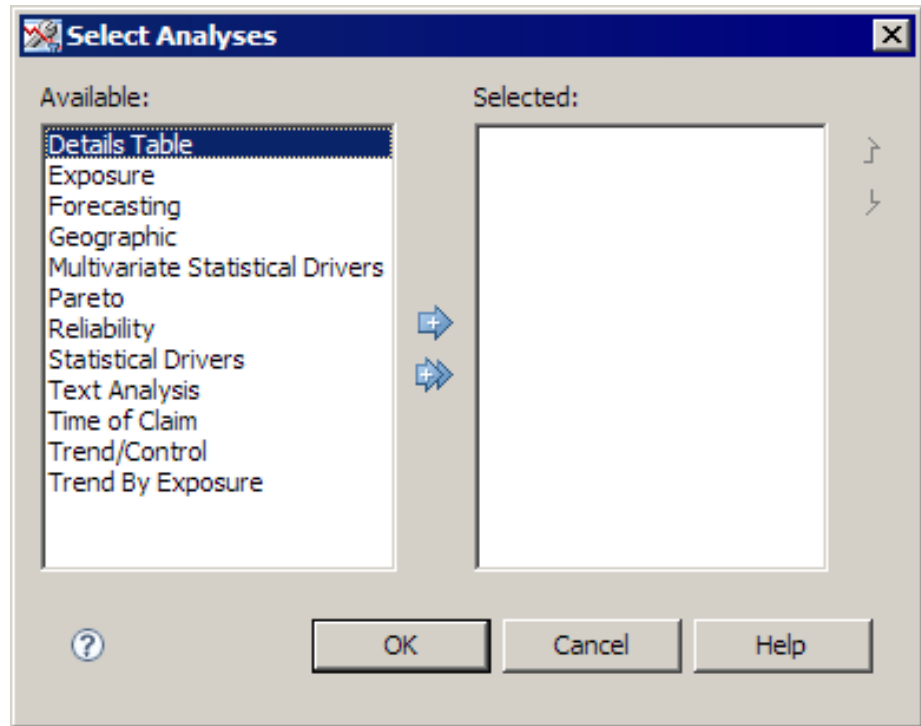 Select Analyses
Available:
Selected:
Details Table
Exposure
Forecasting
Geographic
Multivariate Statistical Drivers
Pareto
Reliability
Statistical Drivers
Text Analysis
Time of Claim
Trend/Control
Trend By Exposure
?
OK
Cancel
Help